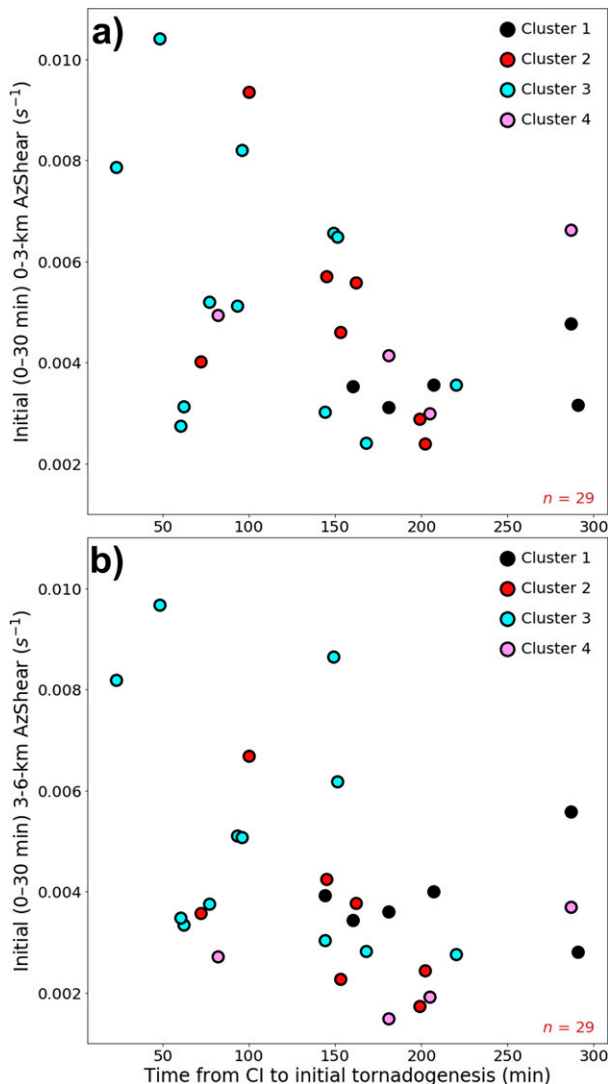 a)
Cluster 1
Cluster 2
Cluster 3
Cluster 4
Initial (0–30 min) 0-3-km AzShear (s⁻¹)
0.010
0.008
0.006
0.004
0.002
n = 29
50 100 150 200 250 300
b)
Cluster 1
Cluster 2
Cluster 3
Cluster 4
Initial (0–30 min) 3-6-km AzShear (s⁻¹)
0.010
0.008
0.006
0.004
0.002
n = 29
50 100 150 200 250 300
Time from CI to initial tornadogenesis (min)